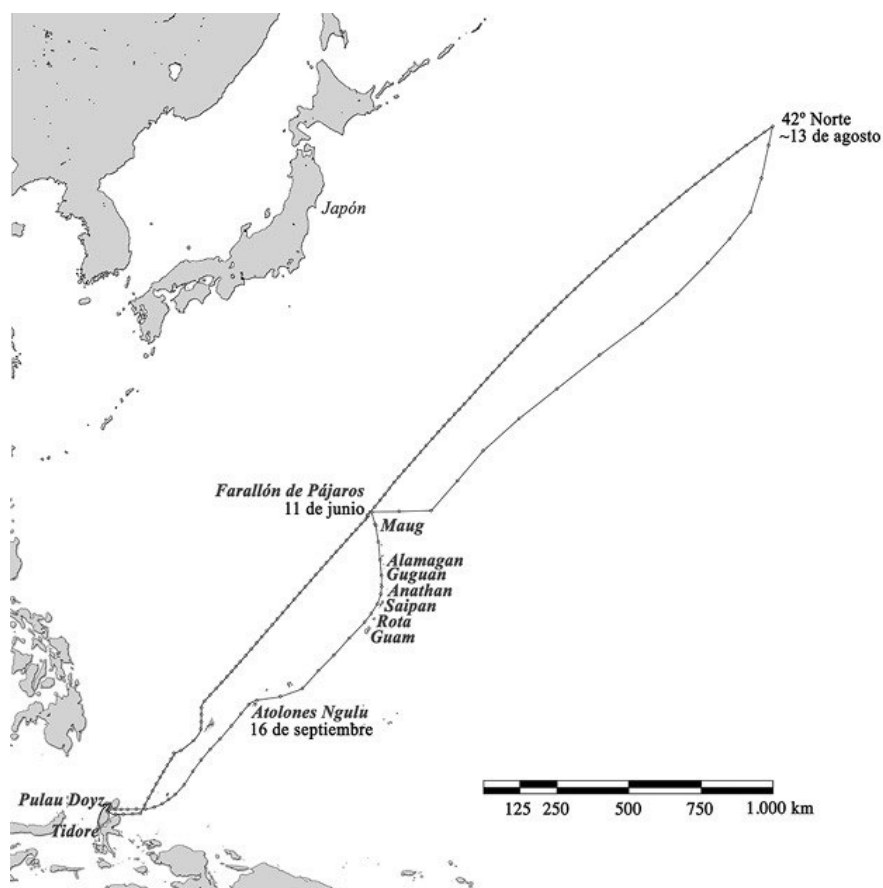 42º Norte
~13 de agosto
Japón
Farallón de Pájaros
11 de junio
Maug
Alamagan
Guguan
Anathan
Saipan
Rota
Guam
Atolones Ngulu
16 de septiembre
Pulau Doyz
Tidore
125 250 500 750 1.000 km